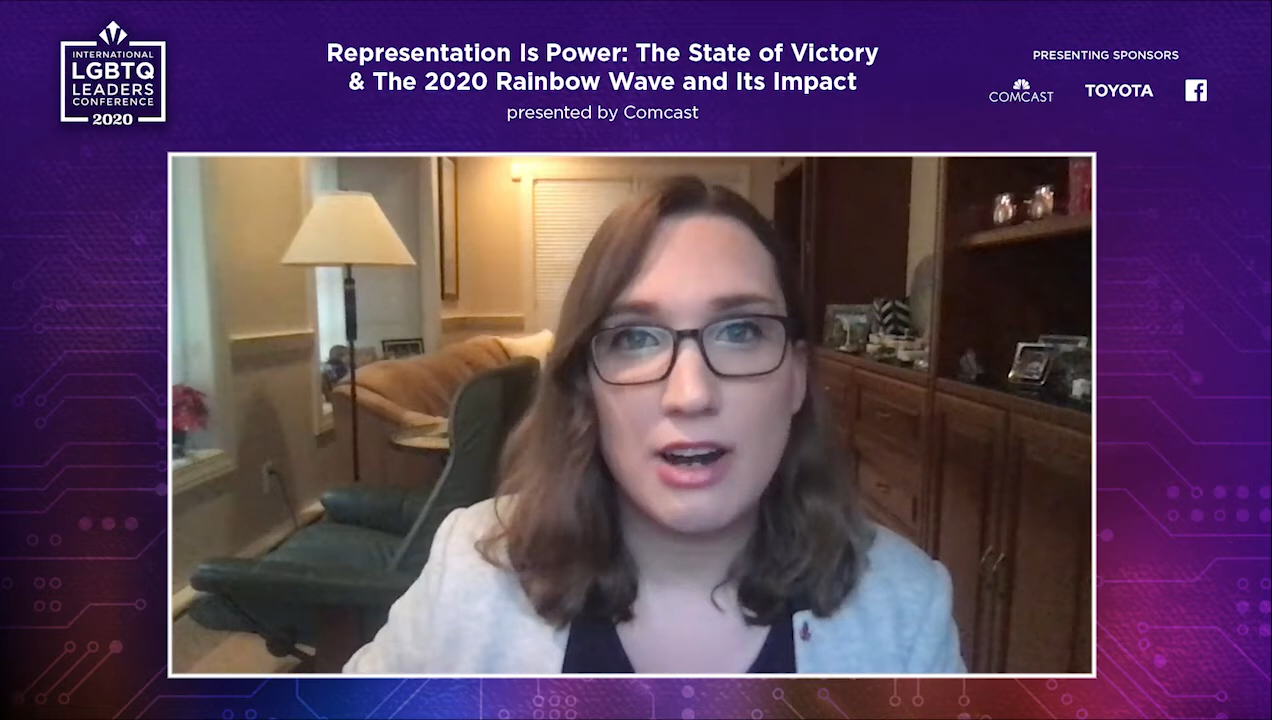 INTERNATIONAL
LGBTQ
LEADERS
CONFERENCE
2020
Representation Is Power: The State of Victory
& The 2020 Rainbow Wave and Its Impact
presented by Comcast
PRESENTING SPONSORS
COMCAST
TOYOTA